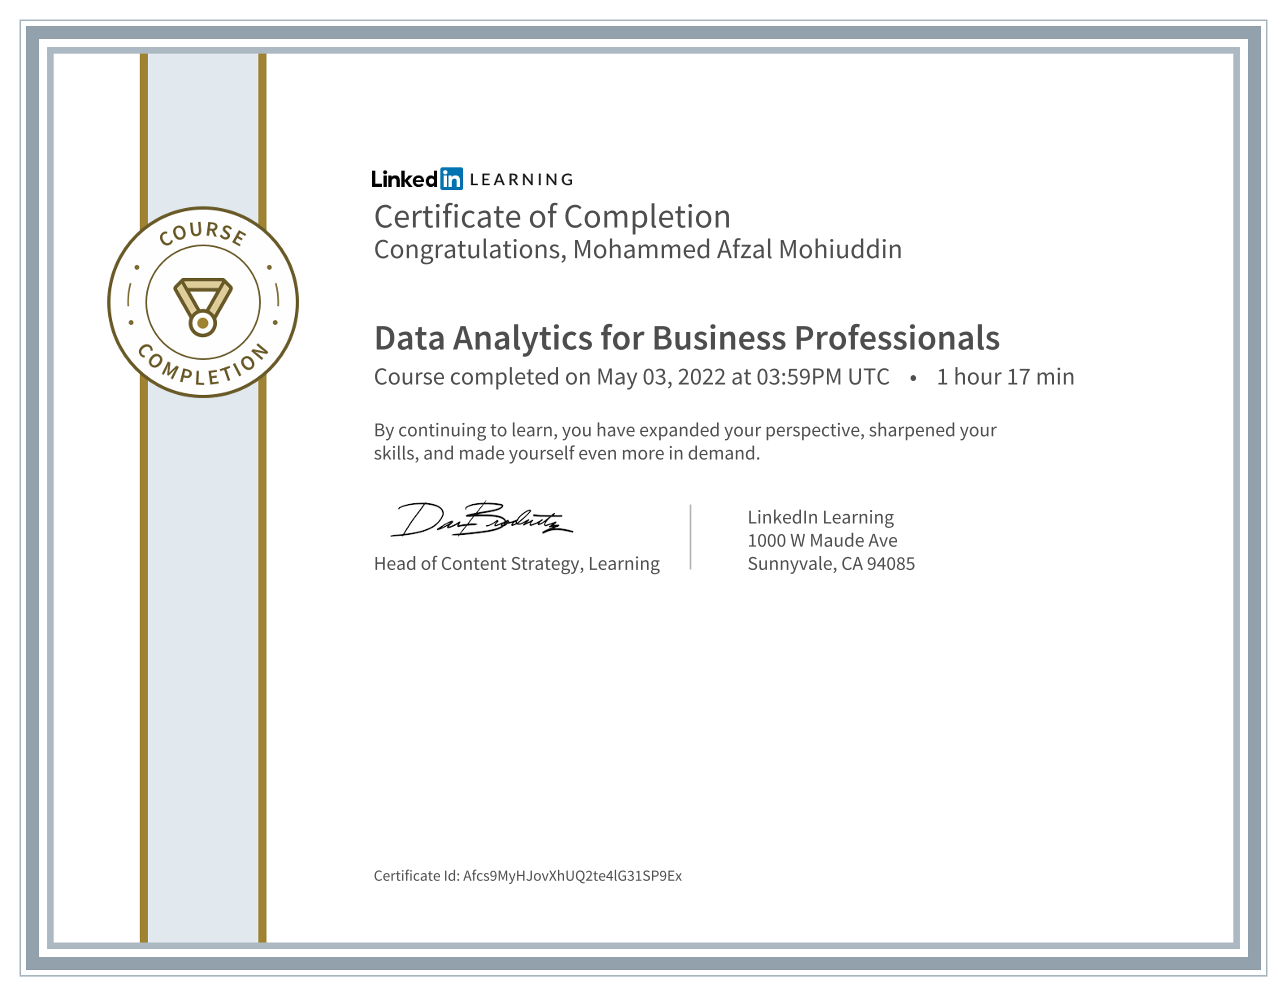 COURSE
COMPLETION
Linked in LEARNING
Certificate of Completion
Congratulations, Mohammed Afzal Mohiuddin
Data Analytics for Business Professionals
Course completed on May 03, 2022 at 03:59PM UTC • 1 hour 17 min
By continuing to learn, you have expanded your perspective, sharpened your
skills, and made yourself even more in demand.
Head of Content Strategy, Learning
LinkedIn Learning
1000 W Maude Ave
Sunnyvale, CA 94085
Certificate Id: Afcs9MyHJovXhUQ2te4lG31SP9Ex